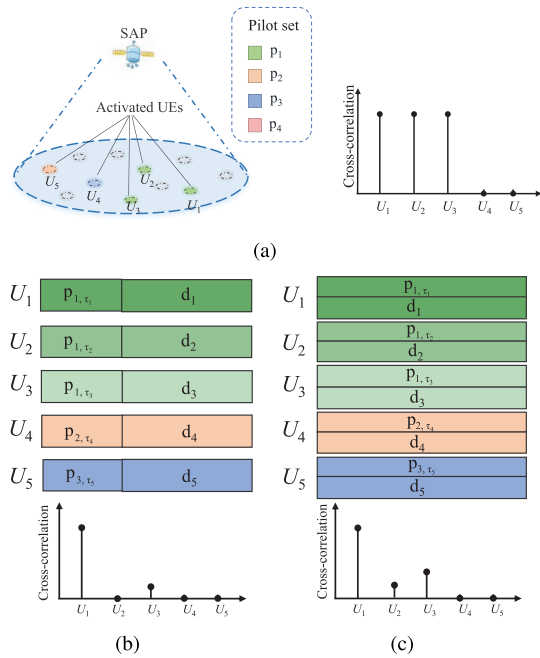 SAP
Pilot set
p1
p2
p3
p4
Activated UEs
U5
U4
U2
U3
U1
Cross-correlation
U1 U2 U3 U4 U5
(a)
U1 p1, τ1 d1
U2 p1, τ2 d2
U3 p1, τ3 d3
U4 p2, τ4 d4
U5 p3, τ5 d5
Cross-correlation
U1 U2 U3 U4 U5
(b)
U1 p1, τ1
d1
U2 p1, τ2
d2
U3 p1, τ3
d3
U4 p2, τ4
d4
U5 p3, τ5
d5
Cross-correlation
U1 U2 U3 U4 U5
(c)